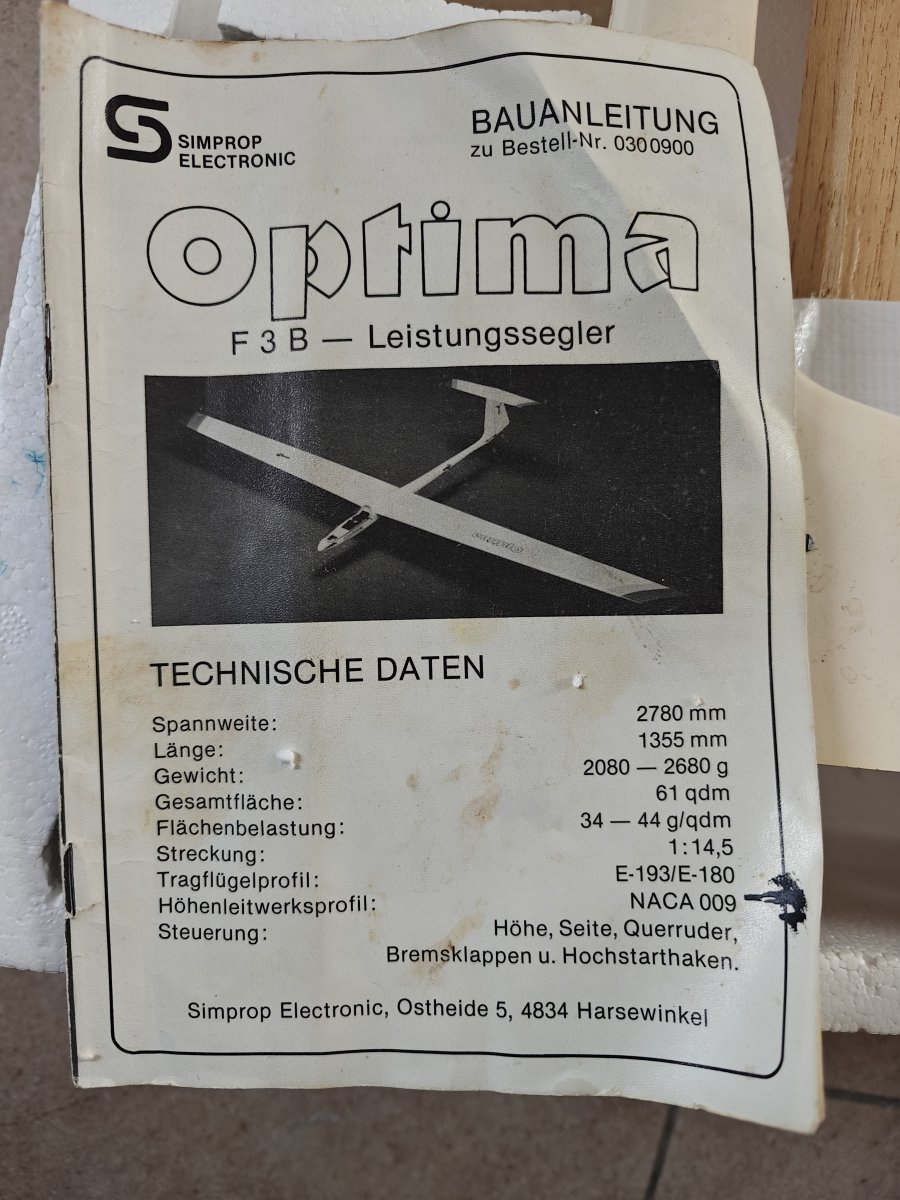 SIMPROP
ELECTRONIC
BAUANLEITUNG
zu Bestell-Nr. 0300900
Optima
F 3 B — Leistungssegler
TECHNISCHE DATEN
Spannweite: 2780 mm
Länge: 1355 mm
Gewicht: 2080 — 2680 g
Gesamtfläche: 61 qdm
Flächenbelastung: 34 — 44 g/qdm
Streckung: 1:14,5
Tragflügelprofil: E-193/E-180
Höhenleitwerksprofil: NACA 009
Steuerung: Höhe, Seite, Querruder,
Bremsklappen u. Hochstarthaken.
Simprop Electronic, Ostheide 5, 4834 Harsewinkel